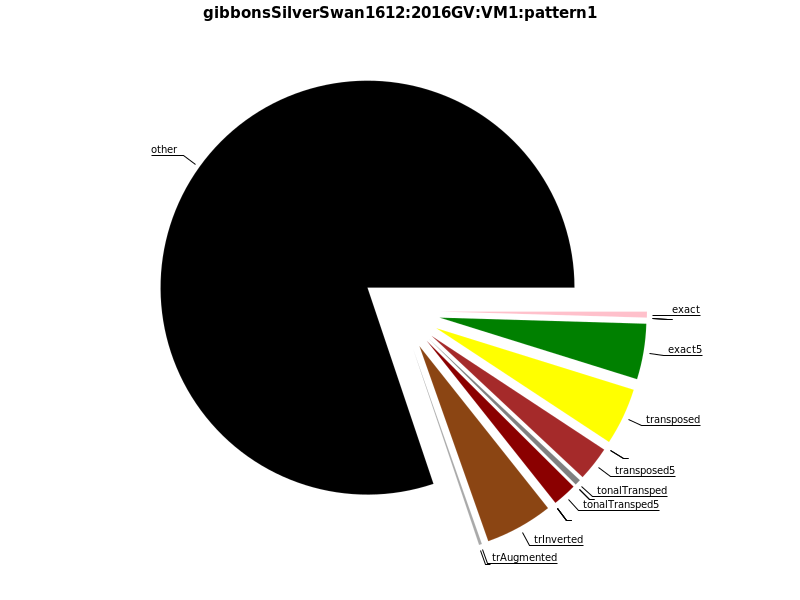 gibbonsSilverSwan1612:2016GV:VM1:pattern1
other
exact
exact5
transposed
transposed5
tonalTransped
tonalTransped5
trInverted
trAugmented